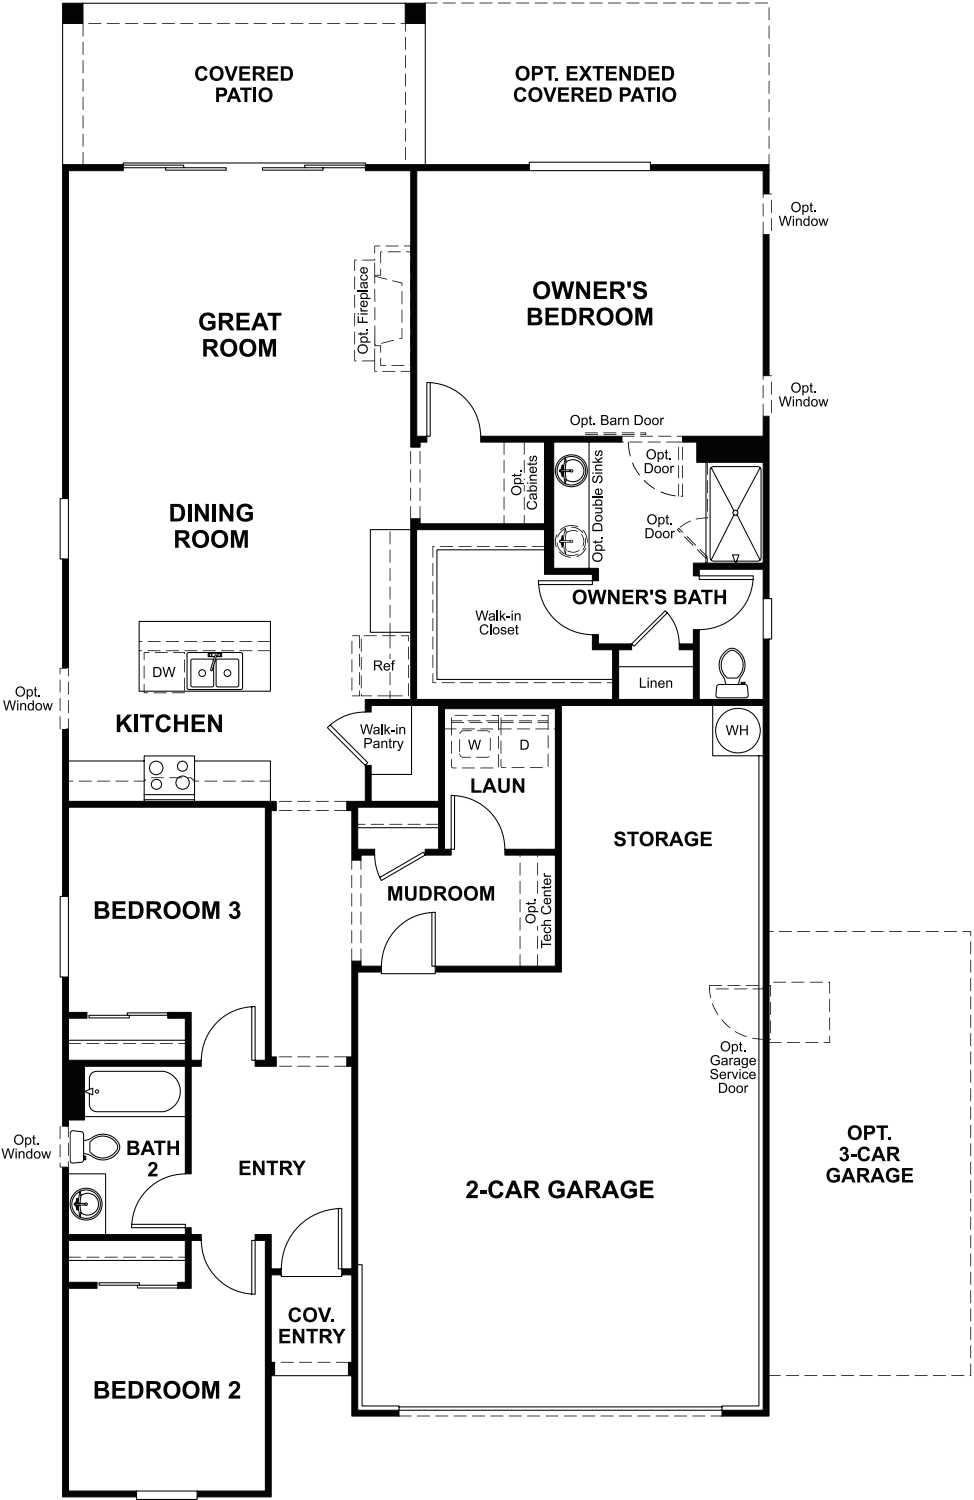 COVERED
PATIO
OPT. EXTENDED
COVERED PATIO
Opt.
Window
OWNER'S
BEDROOM
GREAT
ROOM
Opt. Fireplace
Opt.
Window
Opt. Barn Door
Opt.
Door
Opt.
Cabinets
Opt. Double Sinks
DINING
ROOM
Opt.
Door
OWNER'S BATH
Walk-in
Closet
Ref
DW
Linen
Opt.
Window
KITCHEN
Walk-in
Pantry
W
D
WH
LAUN
STORAGE
MUDROOM
Opt.
Tech Center
BEDROOM 3
Opt.
Garage
Service
Door
Opt.
Window
BATH
2
ENTRY
2-CAR GARAGE
OPT.
3-CAR
GARAGE
COV.
ENTRY
BEDROOM 2